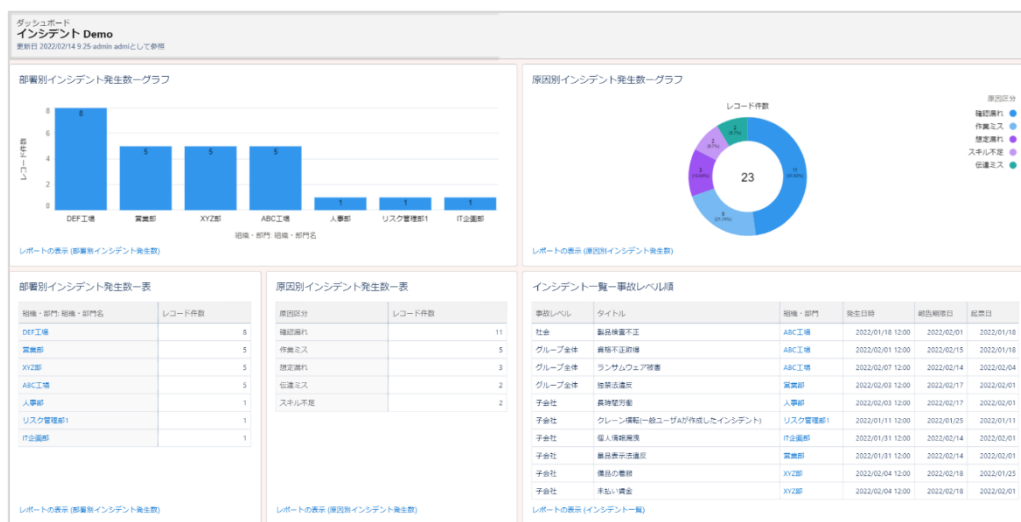 ダッシュボード
インシデント Demo
更新日 2022/02/14 9:25·admin admiとして参照
部署別インシデント発生数ーグラフ
レコード件数
8
6
4
2
0
8
5
5
5
1
1
1
DEF工場 営業部 XYZ部 ABC工場 人事部 リスク管理部1 IT企画部
組織・部門: 組織・部門名
レポートの表示 (部署別インシデント発生数)
原因別インシデント発生数ーグラフ
レコード件数
23
11
5
3
2
2
原因区分
確認漏れ
作業ミス
想定漏れ
スキル不足
伝達ミス
レポートの表示 (原因別インシデント発生数)
部署別インシデント発生数ー表
組織・部門: 組織・部門名 レコード件数
DEF工場 8
営業部 5
XYZ部 5
ABC工場 5
人事部 1
リスク管理部1 1
IT企画部 1
レポートの表示 (部署別インシデント発生数)
原因別インシデント発生数ー表
原因区分 レコード件数
確認漏れ 11
作業ミス 5
想定漏れ 3
伝達ミス 2
スキル不足 2
レポートの表示 (原因別インシデント発生数)
インシデント一覧ー事故レベル順
事故レベル タイトル 組織・部門 発生日時 報告期限日 起票日
社会 製品検査不正 ABC工場 2022/01/18 12:00 2022/02/01 2022/01/18
グループ全体 資格不正取得 ABC工場 2022/02/01 12:00 2022/02/15 2022/01/18
グループ全体 ランサムウェア被害 ABC工場 2022/02/07 12:00 2022/02/14 2022/02/04
グループ全体 独禁法違反 営業部 2022/02/03 12:00 2022/02/17 2022/02/01
子会社 長時間労働 人事部 2022/02/03 12:00 2022/02/17 2022/02/01
子会社 クレーン横転(一般ユーザAが作成したインシデント) リスク管理部1 2022/01/11 12:00 2022/01/25 2022/01/11
子会社 個人情報漏洩 IT企画部 2022/01/31 12:00 2022/02/14 2022/02/01
子会社 景品表示法違反 営業部 2022/01/31 12:00 2022/02/14 2022/02/01
子会社 備品の着服 XYZ部 2022/02/04 12:00 2022/02/18 2022/01/25
子会社 未払い賃金 XYZ部 2022/02/04 12:00 2022/02/18 2022/02/01
レポートの表示 (インシデント一覧)